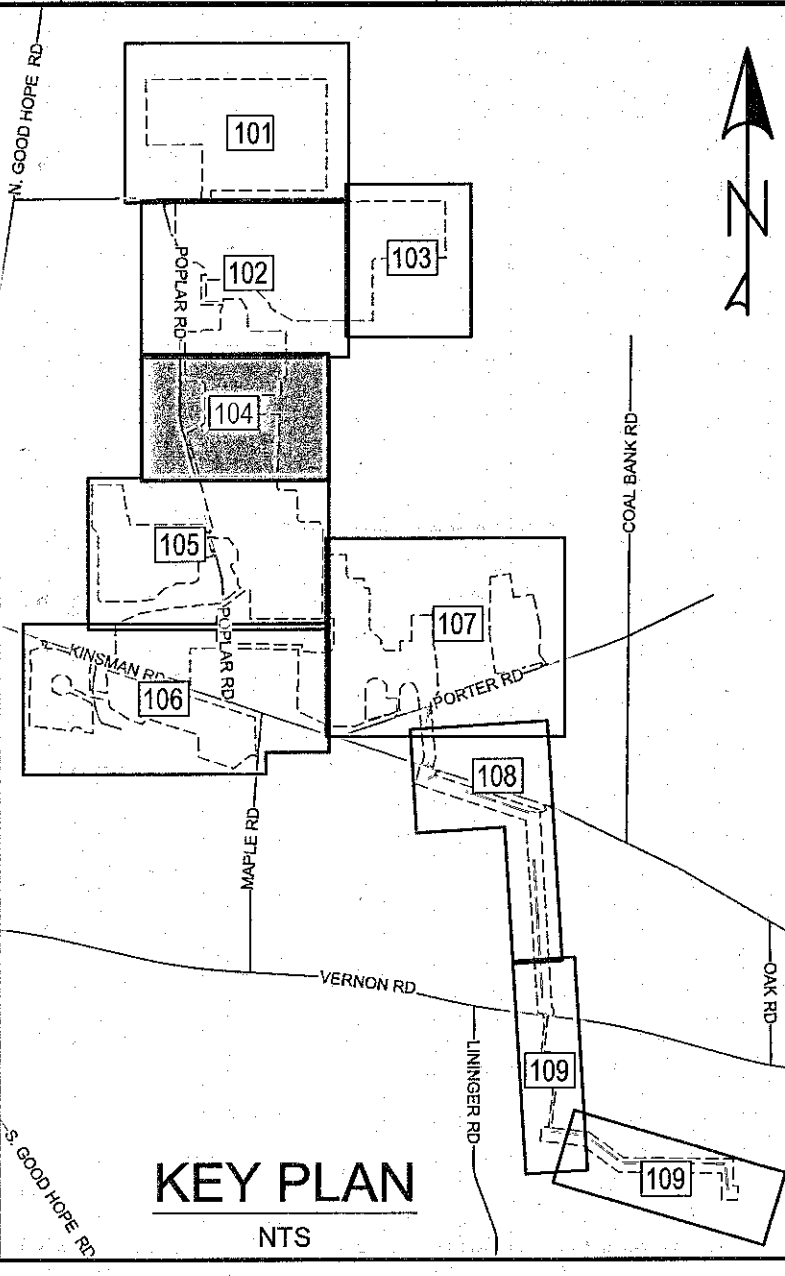 N. GOOD HOPE RD
101
N
POPLAR RD
102
103
104
COAL BANK RD
105
POPLAR RD
107
KINSMAN RD
106
PORTER RD
108
MAPLE RD
VERNON RD
OAK RD
LININGER RD
109
109
S. GOOD HOPE RD
KEY PLAN
NTS